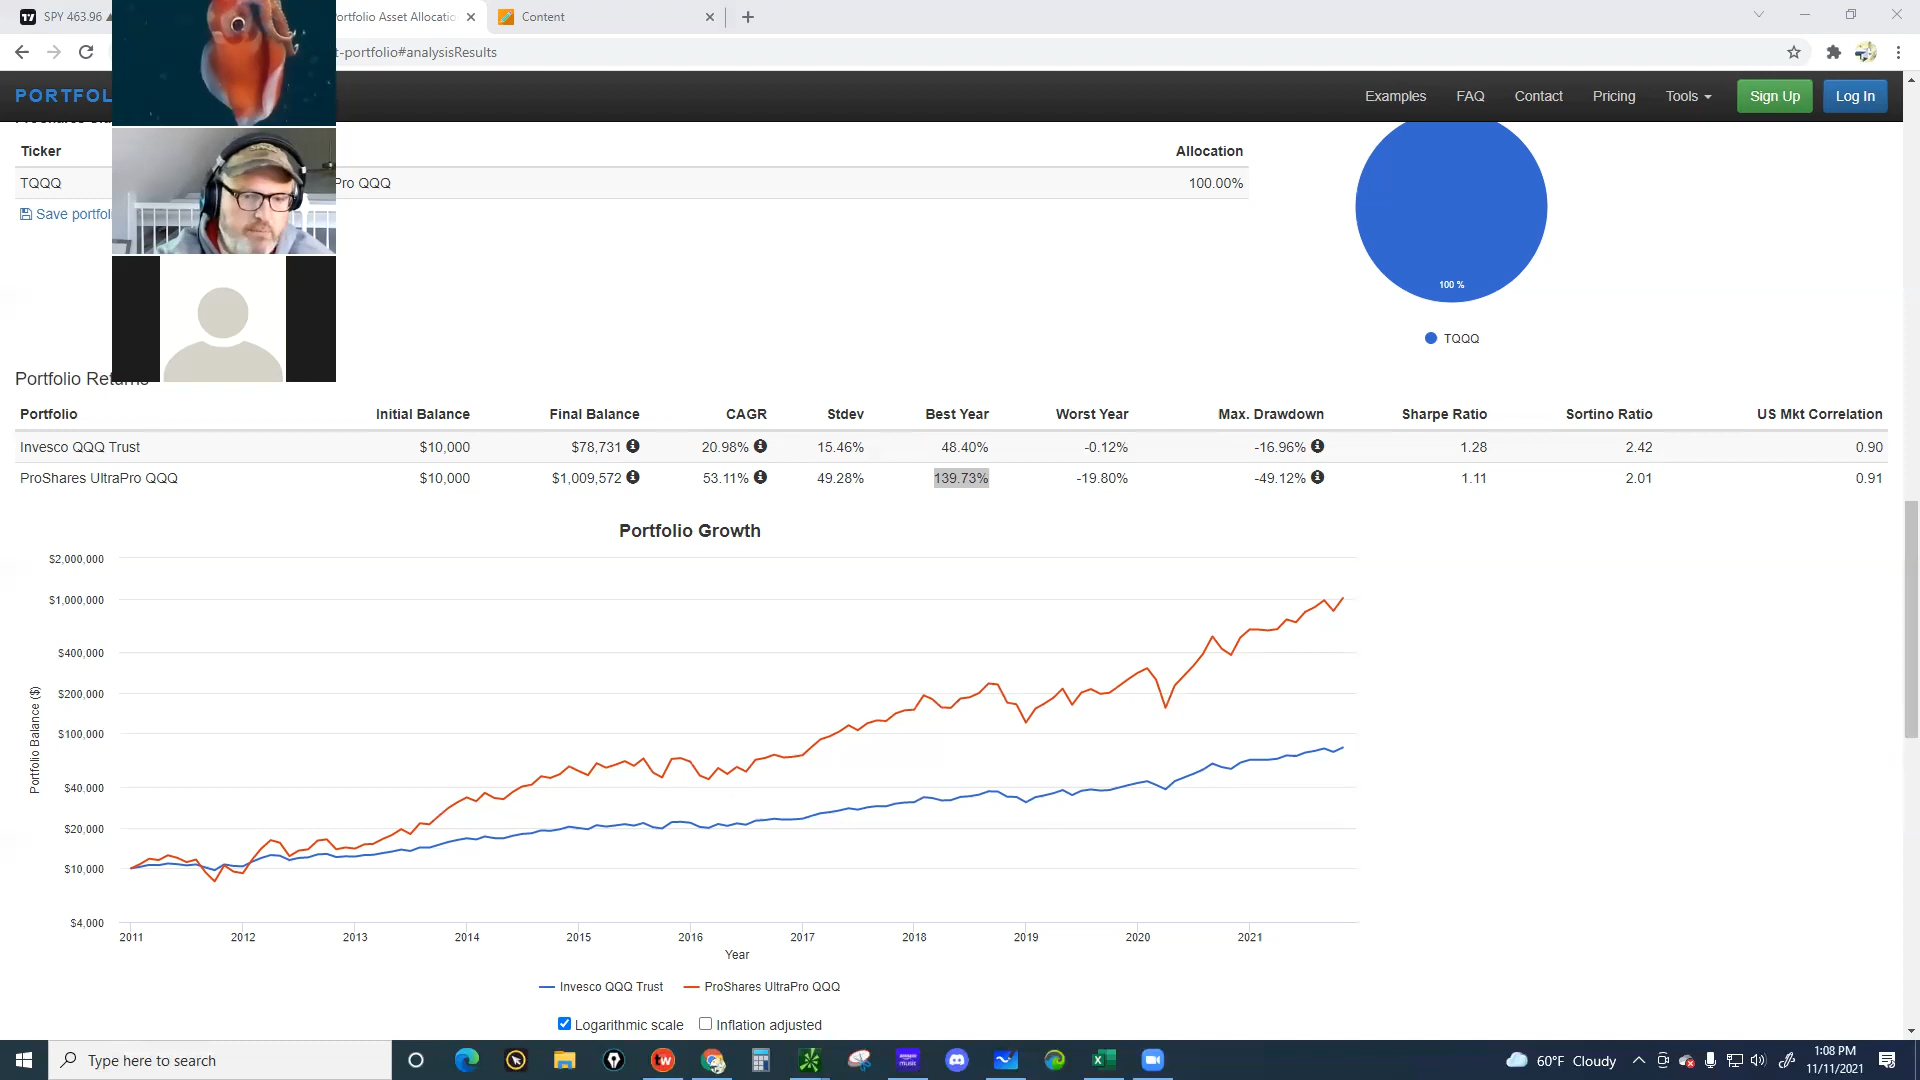 SPY 463.96
Portfolio Asset Allocatio
Content
t-portfolio#analysisResults
PORTFOL
Examples
FAQ
Contact
Pricing
Tools
Sign Up
Log In
Ticker
Allocation
TQQQ
Pro QQQ
100.00%
Save portfoli
100 %
TQQQ
Portfolio Returns
Portfolio Initial Balance Final Balance CAGR Stdev Best Year Worst Year Max. Drawdown Sharpe Ratio Sortino Ratio US Mkt Correlation
Invesco QQQ Trust $10,000 $78,731 20.98% 15.46% 48.40% -0.12% -16.96% 1.28 2.42 0.90
ProShares UltraPro QQQ $10,000 $1,009,572 53.11% 49.28% 139.73% -19.80% -49.12% 1.11 2.01 0.91
Portfolio Growth
$2,000,000
$1,000,000
$400,000
$200,000
$100,000
$40,000
$20,000
$10,000
$4,000
Portfolio Balance ($)
2011 2012 2013 2014 2015 2016 2017 2018 2019 2020 2021
Year
Invesco QQQ Trust ProShares UltraPro QQQ
Logarithmic scale Inflation adjusted
Type here to search
60°F Cloudy
1:08 PM
11/11/2021